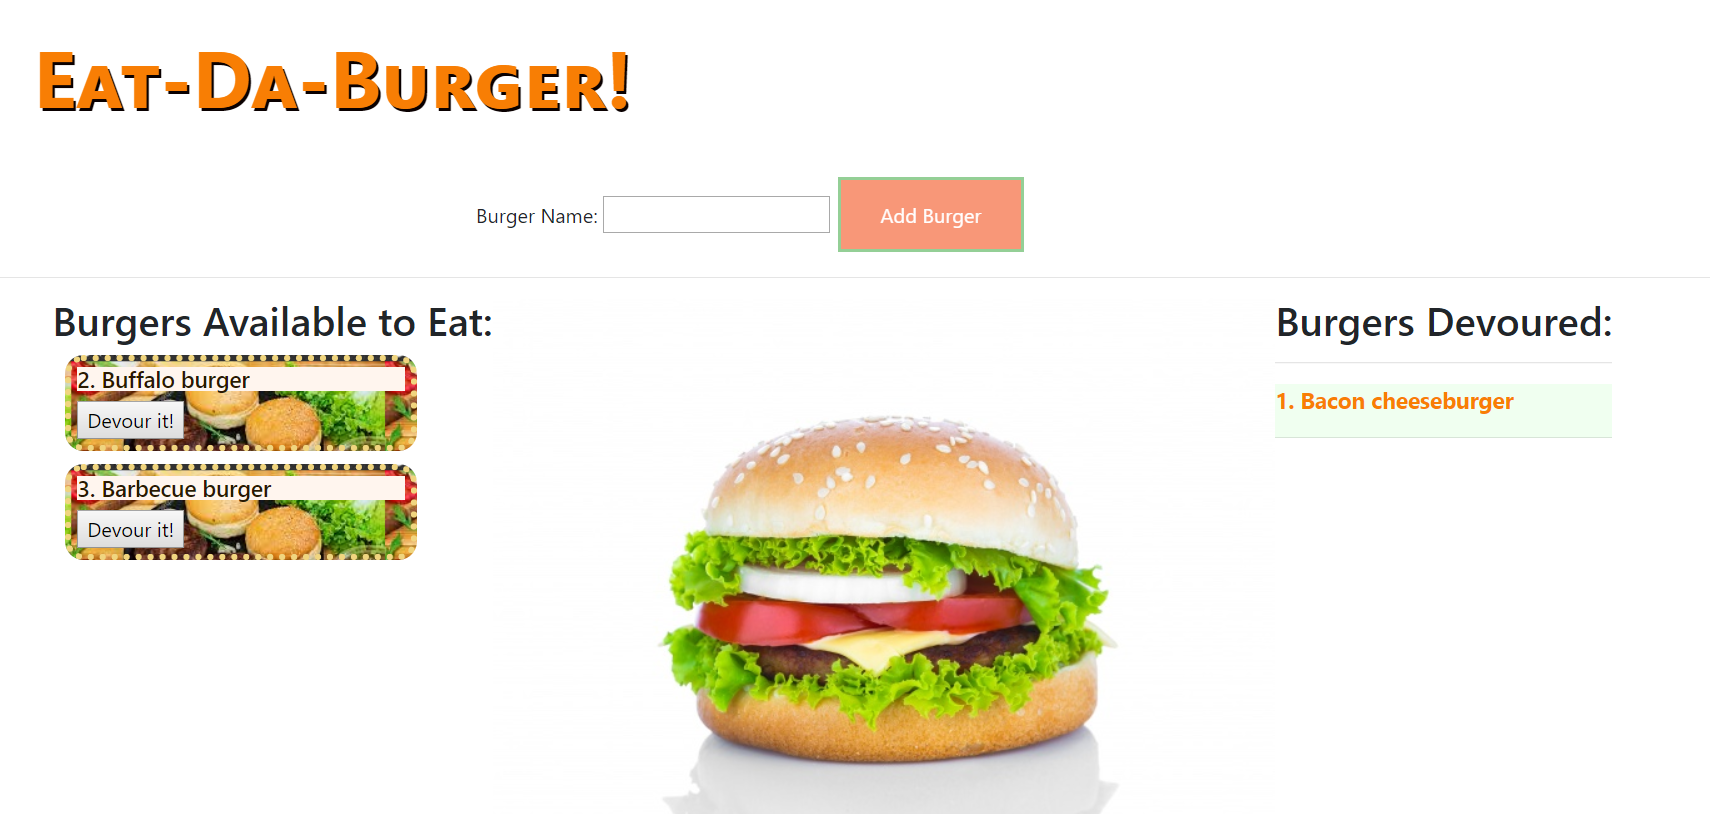 Eat-Da-Burger!
Burger Name:
Add Burger
Burgers Available to Eat:
2. Buffalo burger
Devour it!
3. Barbecue burger
Devour it!
Burgers Devoured:
1. Bacon cheeseburger